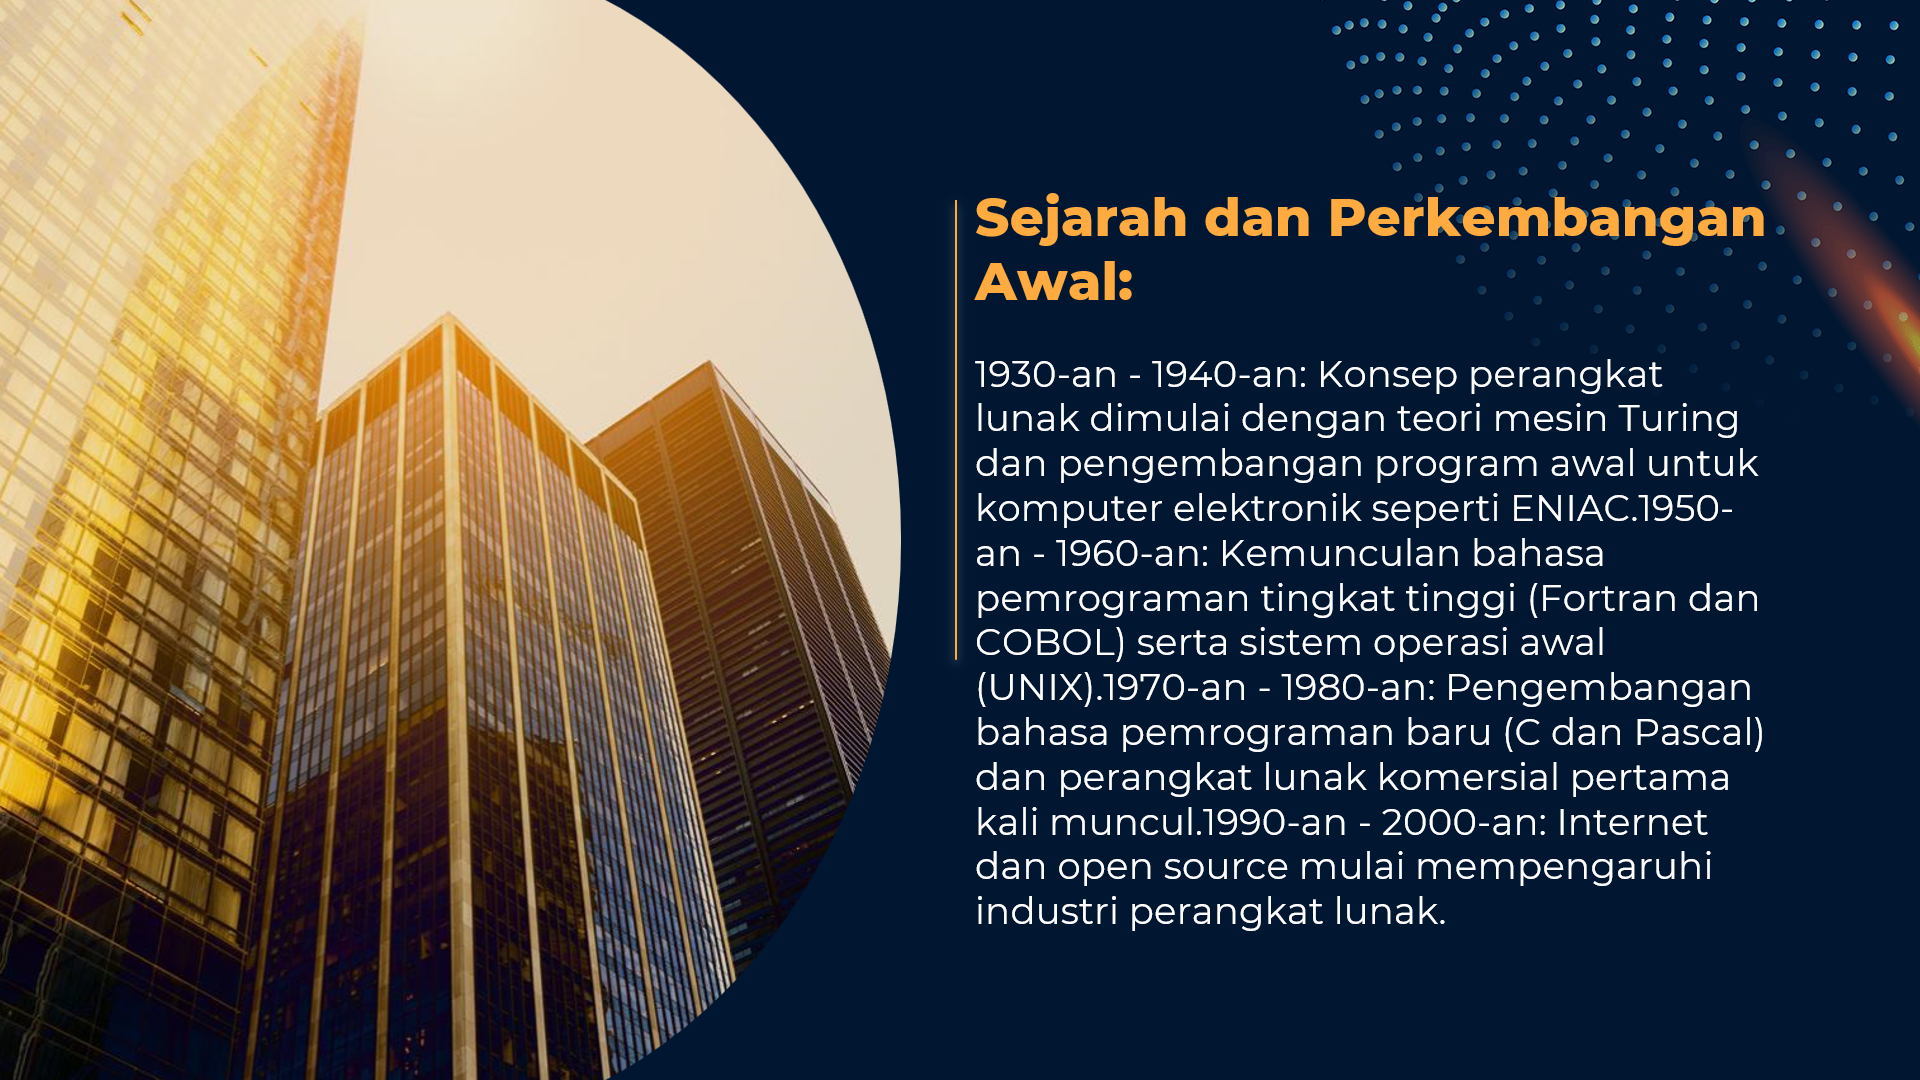 Sejarah dan Perkembangan
Awal:
1930-an - 1940-an: Konsep perangkat
lunak dimulai dengan teori mesin Turing
dan pengembangan program awal untuk
komputer elektronik seperti ENIAC.1950-
an - 1960-an: Kemunculan bahasa
pemrograman tingkat tinggi (Fortran dan
COBOL) serta sistem operasi awal
(UNIX).1970-an - 1980-an: Pengembangan
bahasa pemrograman baru (C dan Pascal)
dan perangkat lunak komersial pertama
kali muncul.1990-an - 2000-an: Internet
dan open source mulai mempengaruhi
industri perangkat lunak.